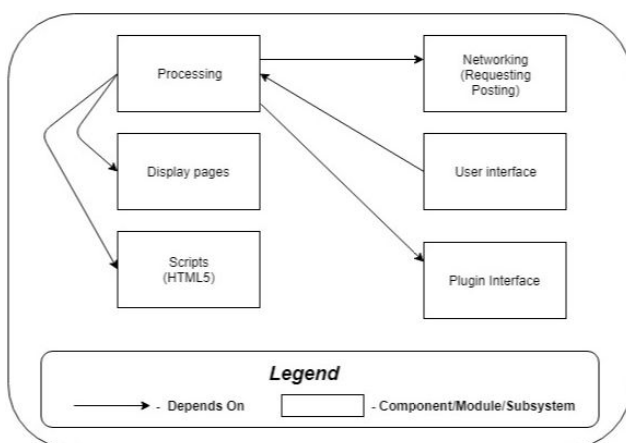 Processing
Networking
(Requesting
Posting)
Display pages
User interface
Scripts
(HTML5)
Plugin Interface
Legend
- Depends On
- Component/Module/Subsystem